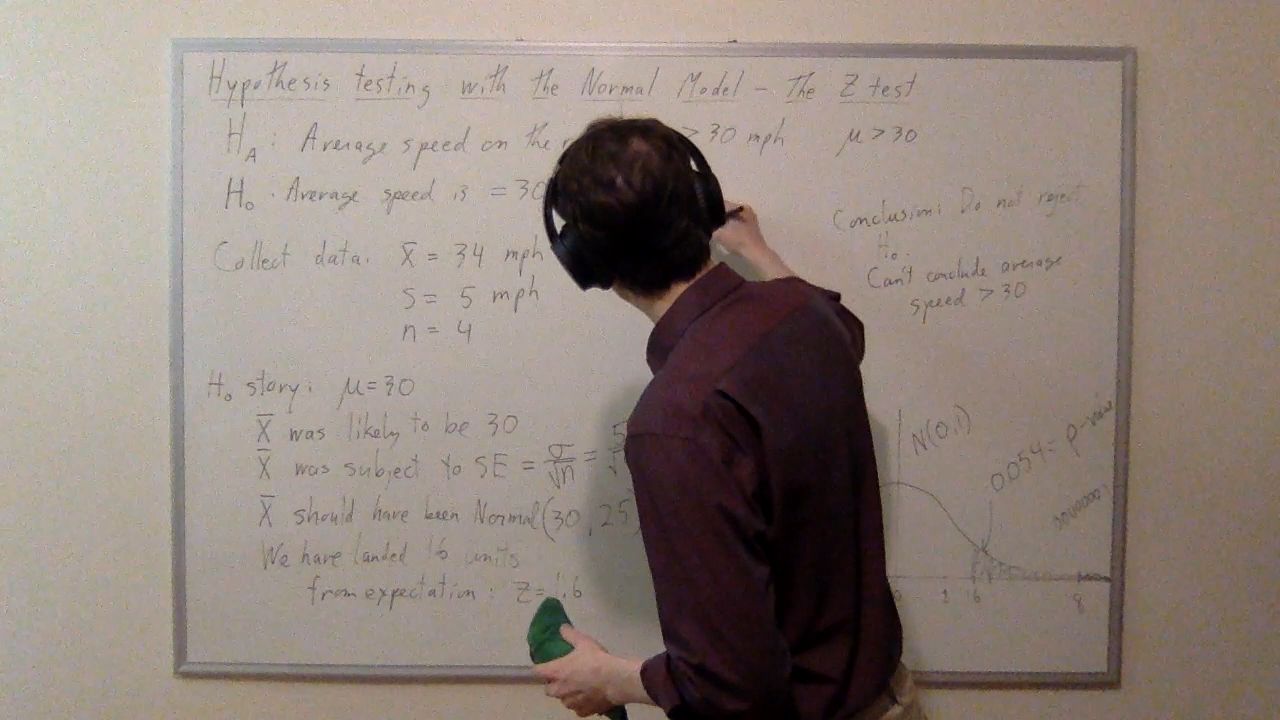 Hypothesis testing with the Normal Model - The Z test
H_A: Average speed on the > 30 mph μ > 30
H_0. Average speed is = 30
Collect data. X̄ = 34 mph
S = 5 mph
n = 4
H_0 story: μ = 30
X̄ was likely to be 30
X̄ was subject to SE = σ/√n = 5/√
X̄ should have been Normal(30, 25
We have landed 1.6 units
from expectation: Z = 1.6
Conclusion: Do not reject
H_0.
Can't conclude average
speed > 30
N(0,1)
0.054 = p-value
0 1 1.6 8